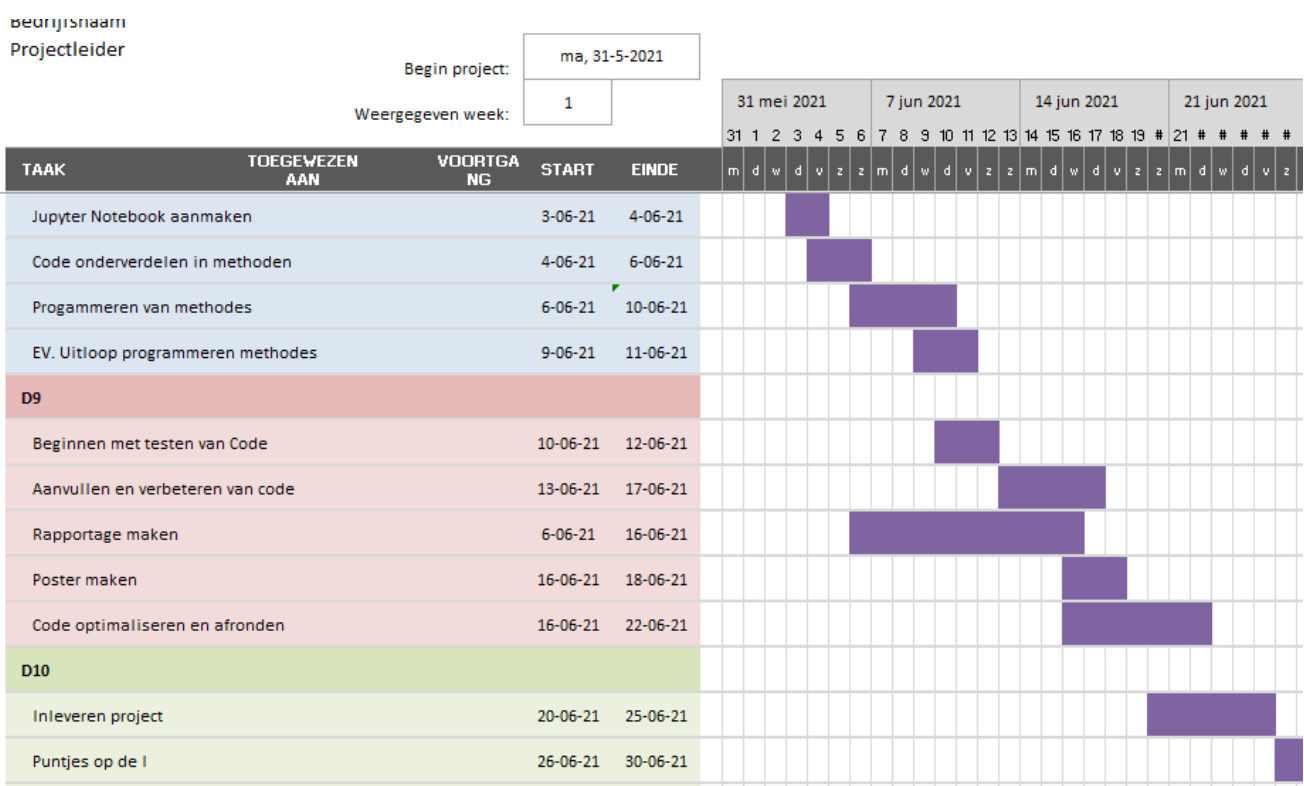 Bedrijfsnaam
Projectleider
Begin project: ma, 31-5-2021
Weergegeven week: 1
31 mei 2021 7 jun 2021 14 jun 2021 21 jun 2021
31 1 2 3 4 5 6 7 8 9 10 11 12 13 14 15 16 17 18 19 # 21 # # # # #
TAAK TOEGEWEZEN AAN VOORTGANG START EINDE m d w d v z z m d w d v z z m d w d v z z m d w d v z
Jupyter Notebook aanmaken 3-06-21 4-06-21
Code onderverdelen in methoden 4-06-21 6-06-21
Progammeren van methodes 6-06-21 10-06-21
EV. Uitloop programmeren methodes 9-06-21 11-06-21
D9
Beginnen met testen van Code 10-06-21 12-06-21
Aanvullen en verbeteren van code 13-06-21 17-06-21
Rapportage maken 6-06-21 16-06-21
Poster maken 16-06-21 18-06-21
Code optimaliseren en afronden 16-06-21 22-06-21
D10
Inleveren project 20-06-21 25-06-21
Puntjes op de I 26-06-21 30-06-21